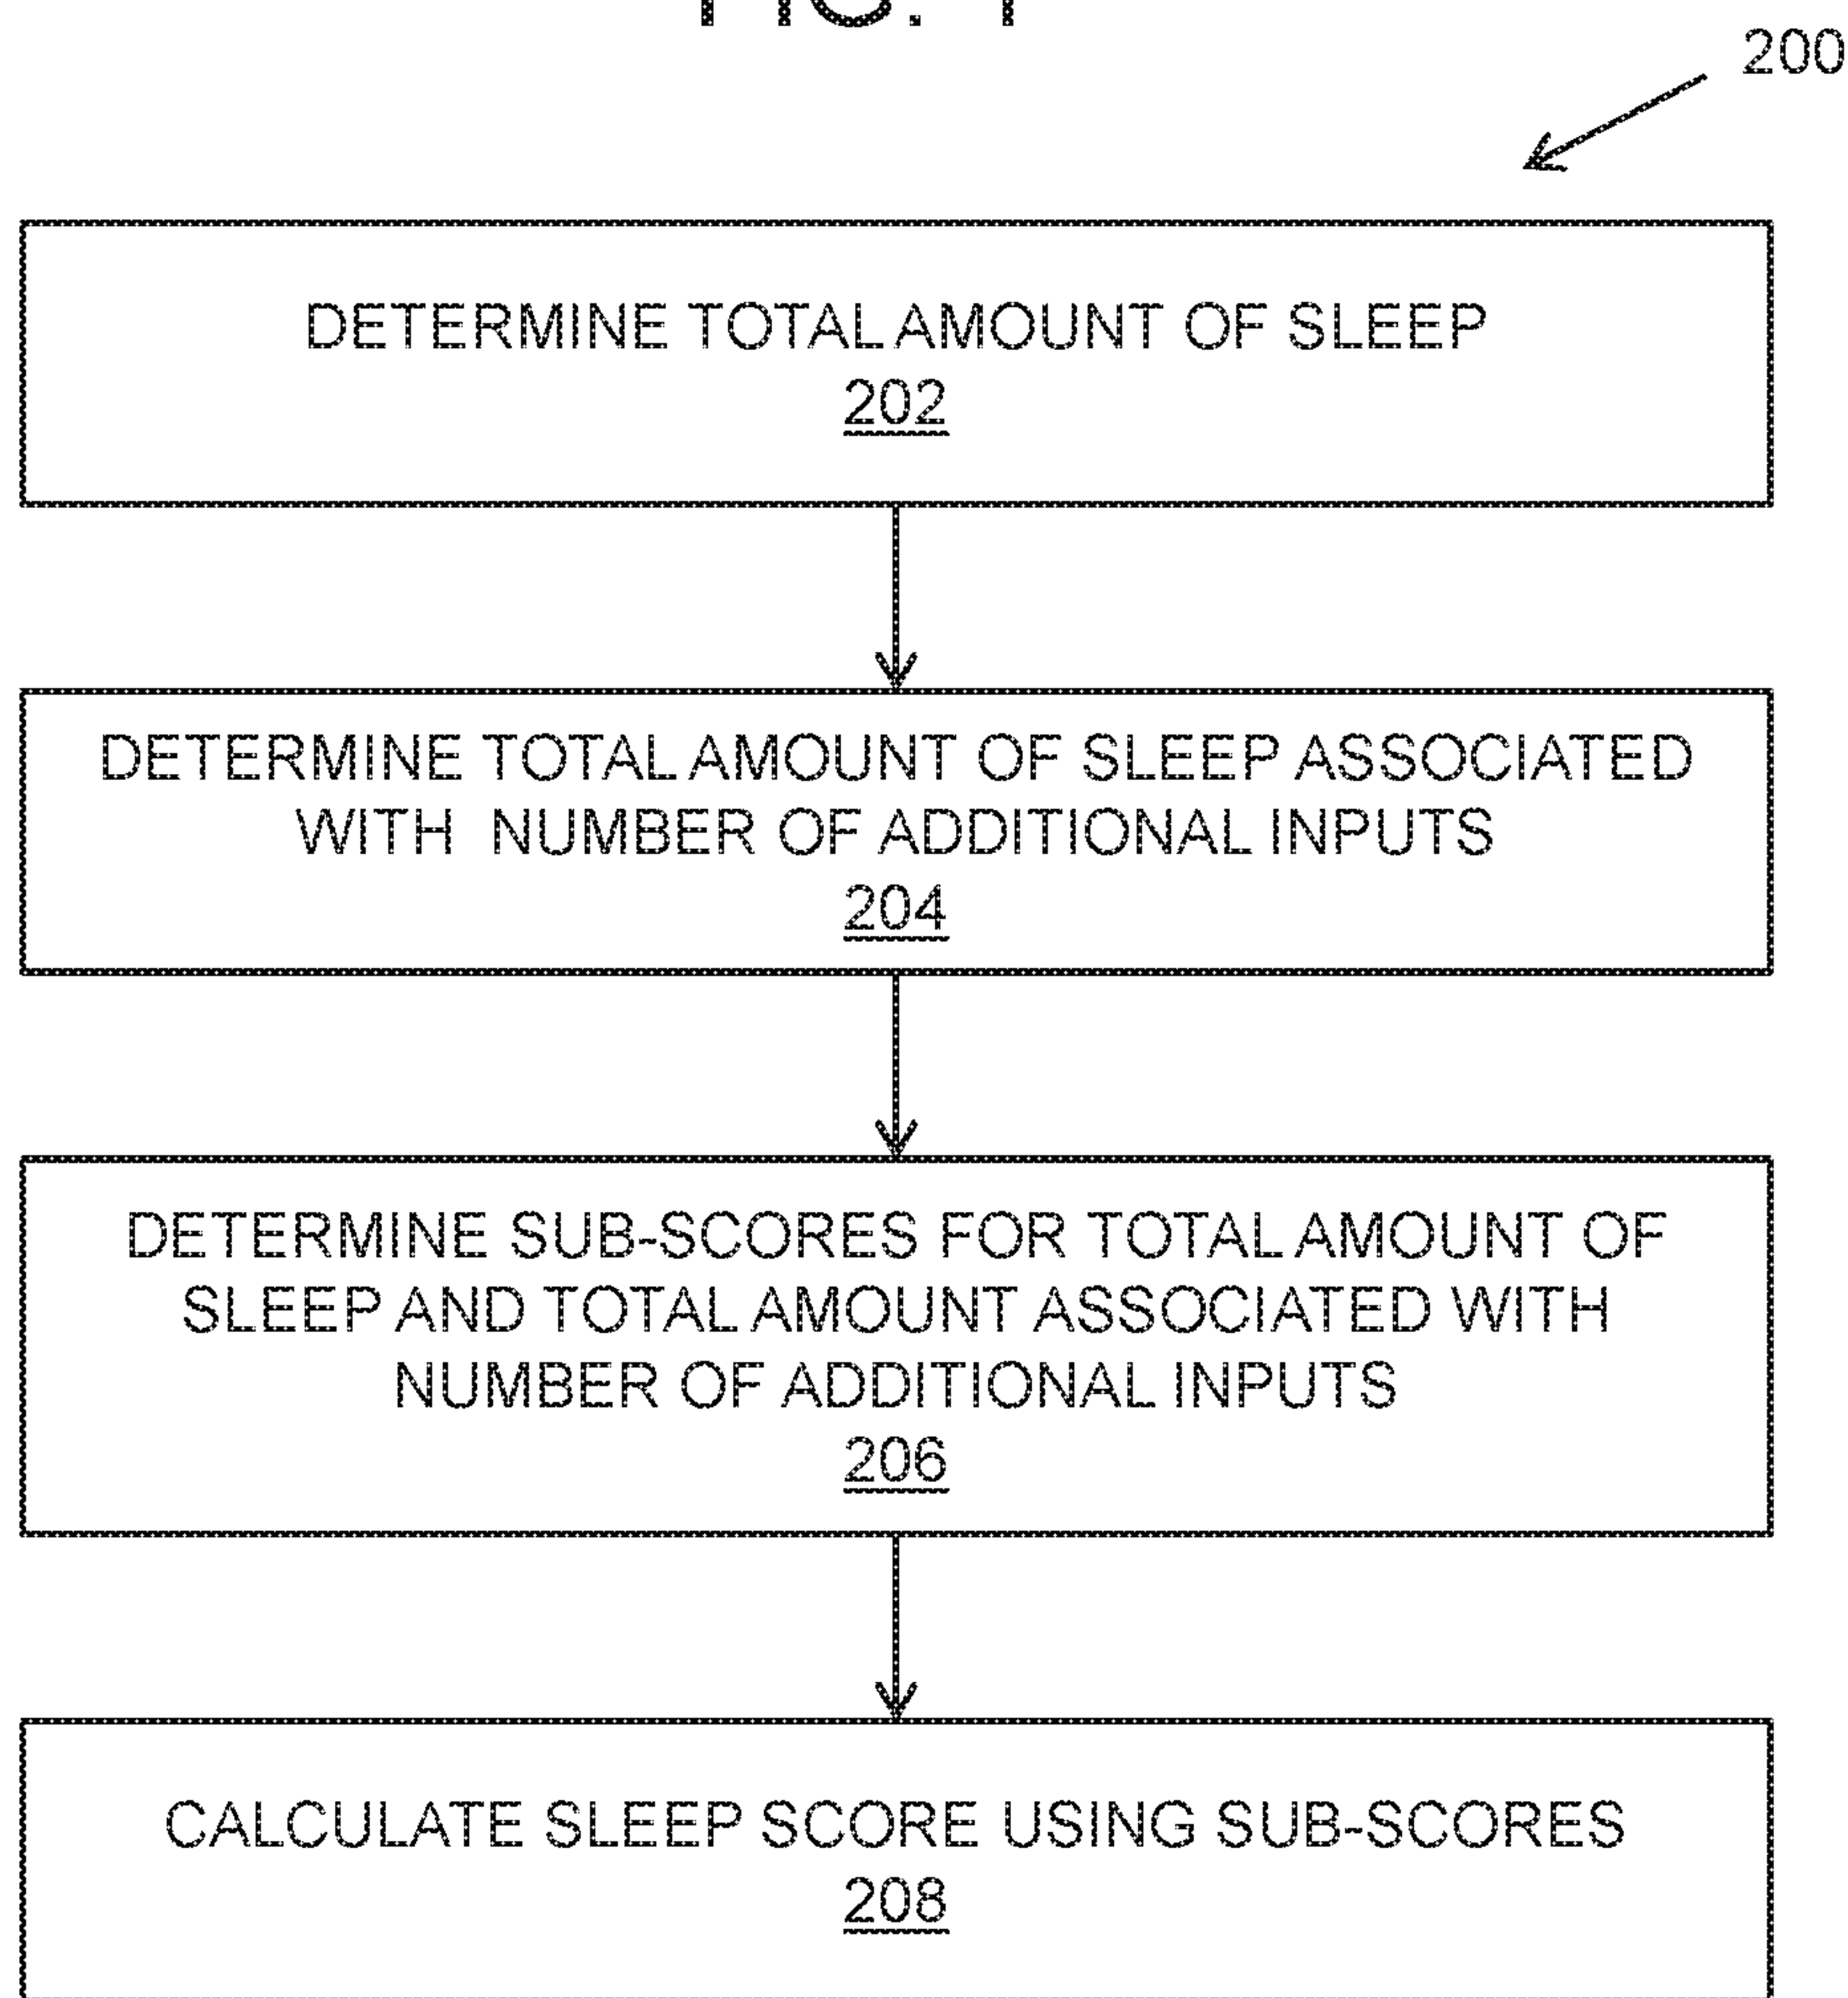 FIG. 1
200
DETERMINE TOTAL AMOUNT OF SLEEP
202
DETERMINE TOTAL AMOUNT OF SLEEP ASSOCIATED
WITH NUMBER OF ADDITIONAL INPUTS
204
DETERMINE SUB-SCORES FOR TOTAL AMOUNT OF
SLEEP AND TOTAL AMOUNT ASSOCIATED WITH
NUMBER OF ADDITIONAL INPUTS
206
CALCULATE SLEEP SCORE USING SUB-SCORES
208